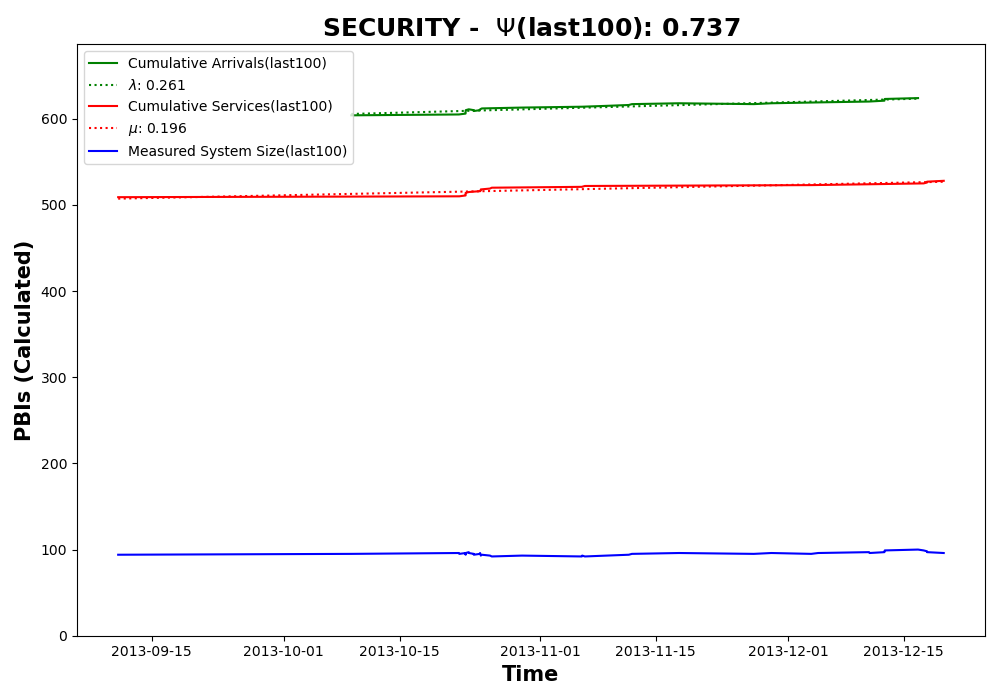 SECURITY - Ψ(last100): 0.737
Cumulative Arrivals(last100)
λ: 0.261
Cumulative Services(last100)
μ: 0.196
Measured System Size(last100)
PBIs (Calculated)
600
500
400
300
200
100
0
2013-09-15
2013-10-01
2013-10-15
2013-11-01
2013-11-15
2013-12-01
2013-12-15
Time